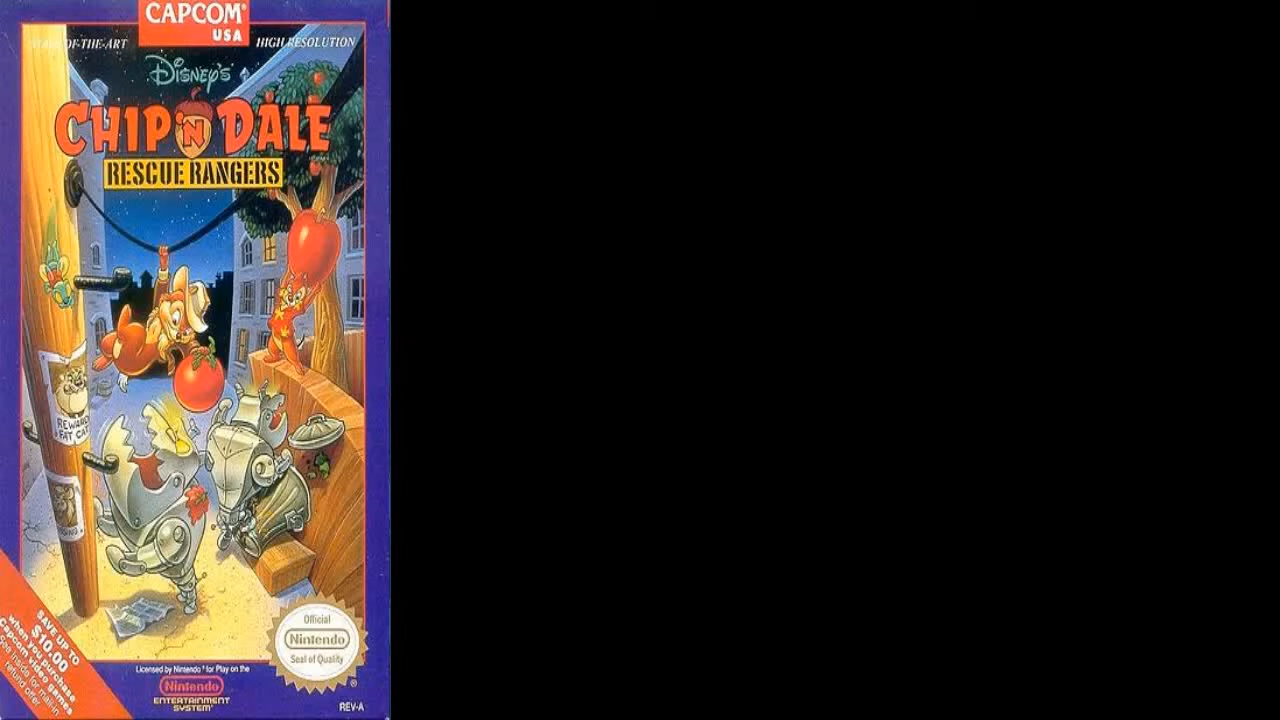 CAPCOM®
USA
OF-THE-ART
HIGH RESOLUTION
DISNEY'S
CHIP 'N DALE
RESCUE RANGERS
REWARD
FAT CAT
SAVE UP TO
$10.00
when you purchase
Capcom video games
see inside for mail-in
refund offer
Official
Nintendo
Seal of Quality
Licensed by Nintendo® for Play on the
Nintendo
ENTERTAINMENT
SYSTEM®
REV-A